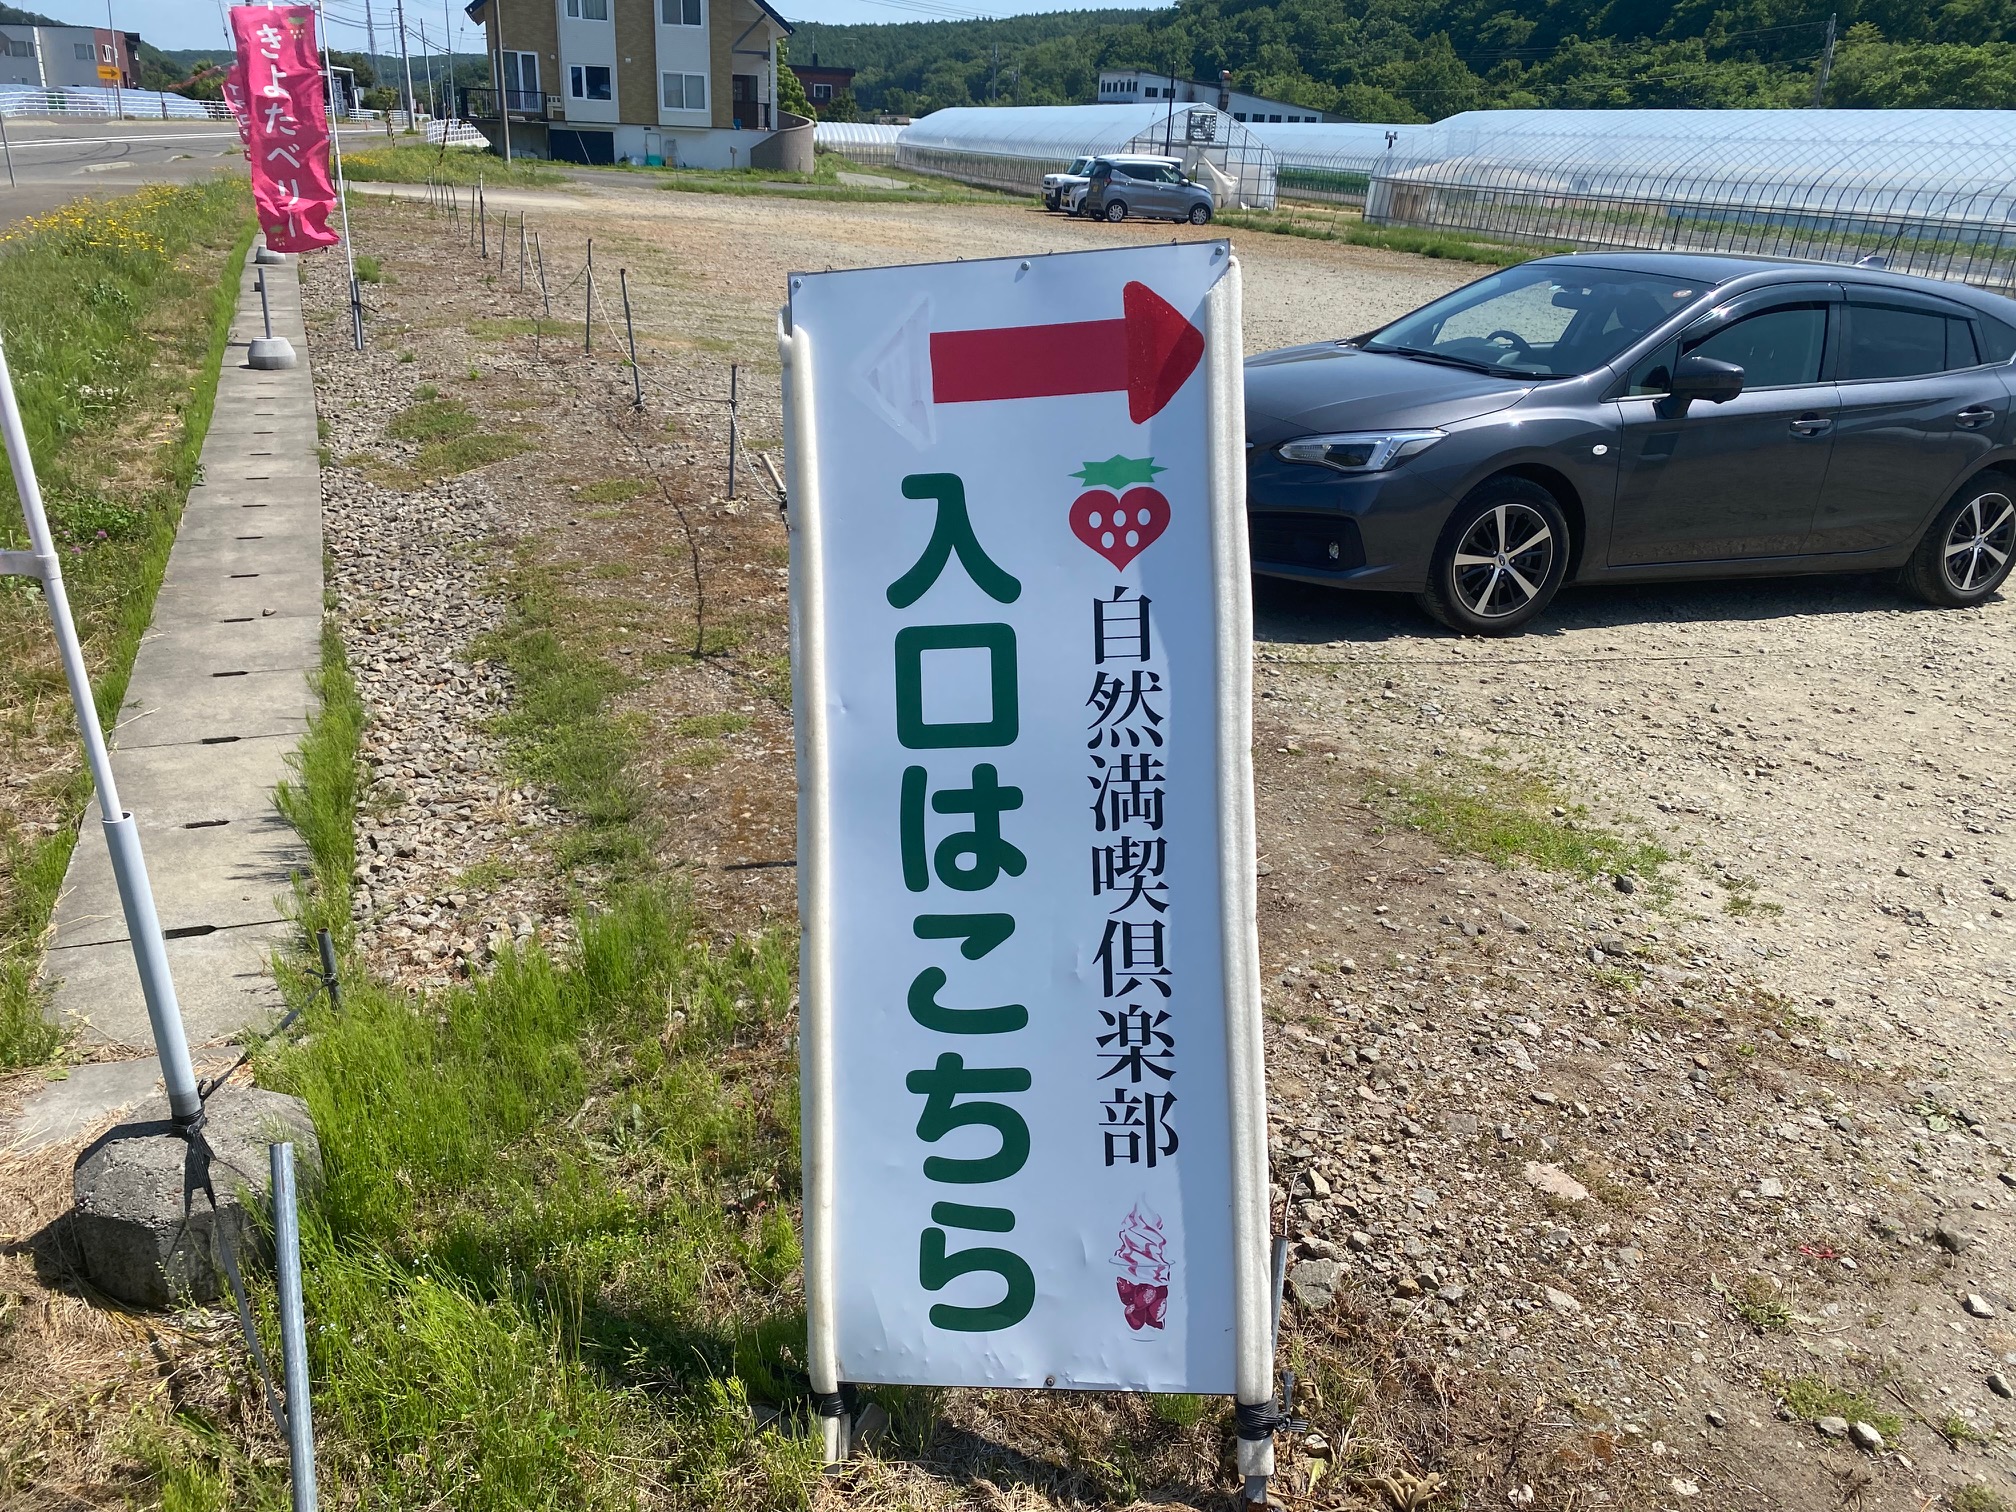 きよたベリー
自然満喫倶楽部
入口はこちら